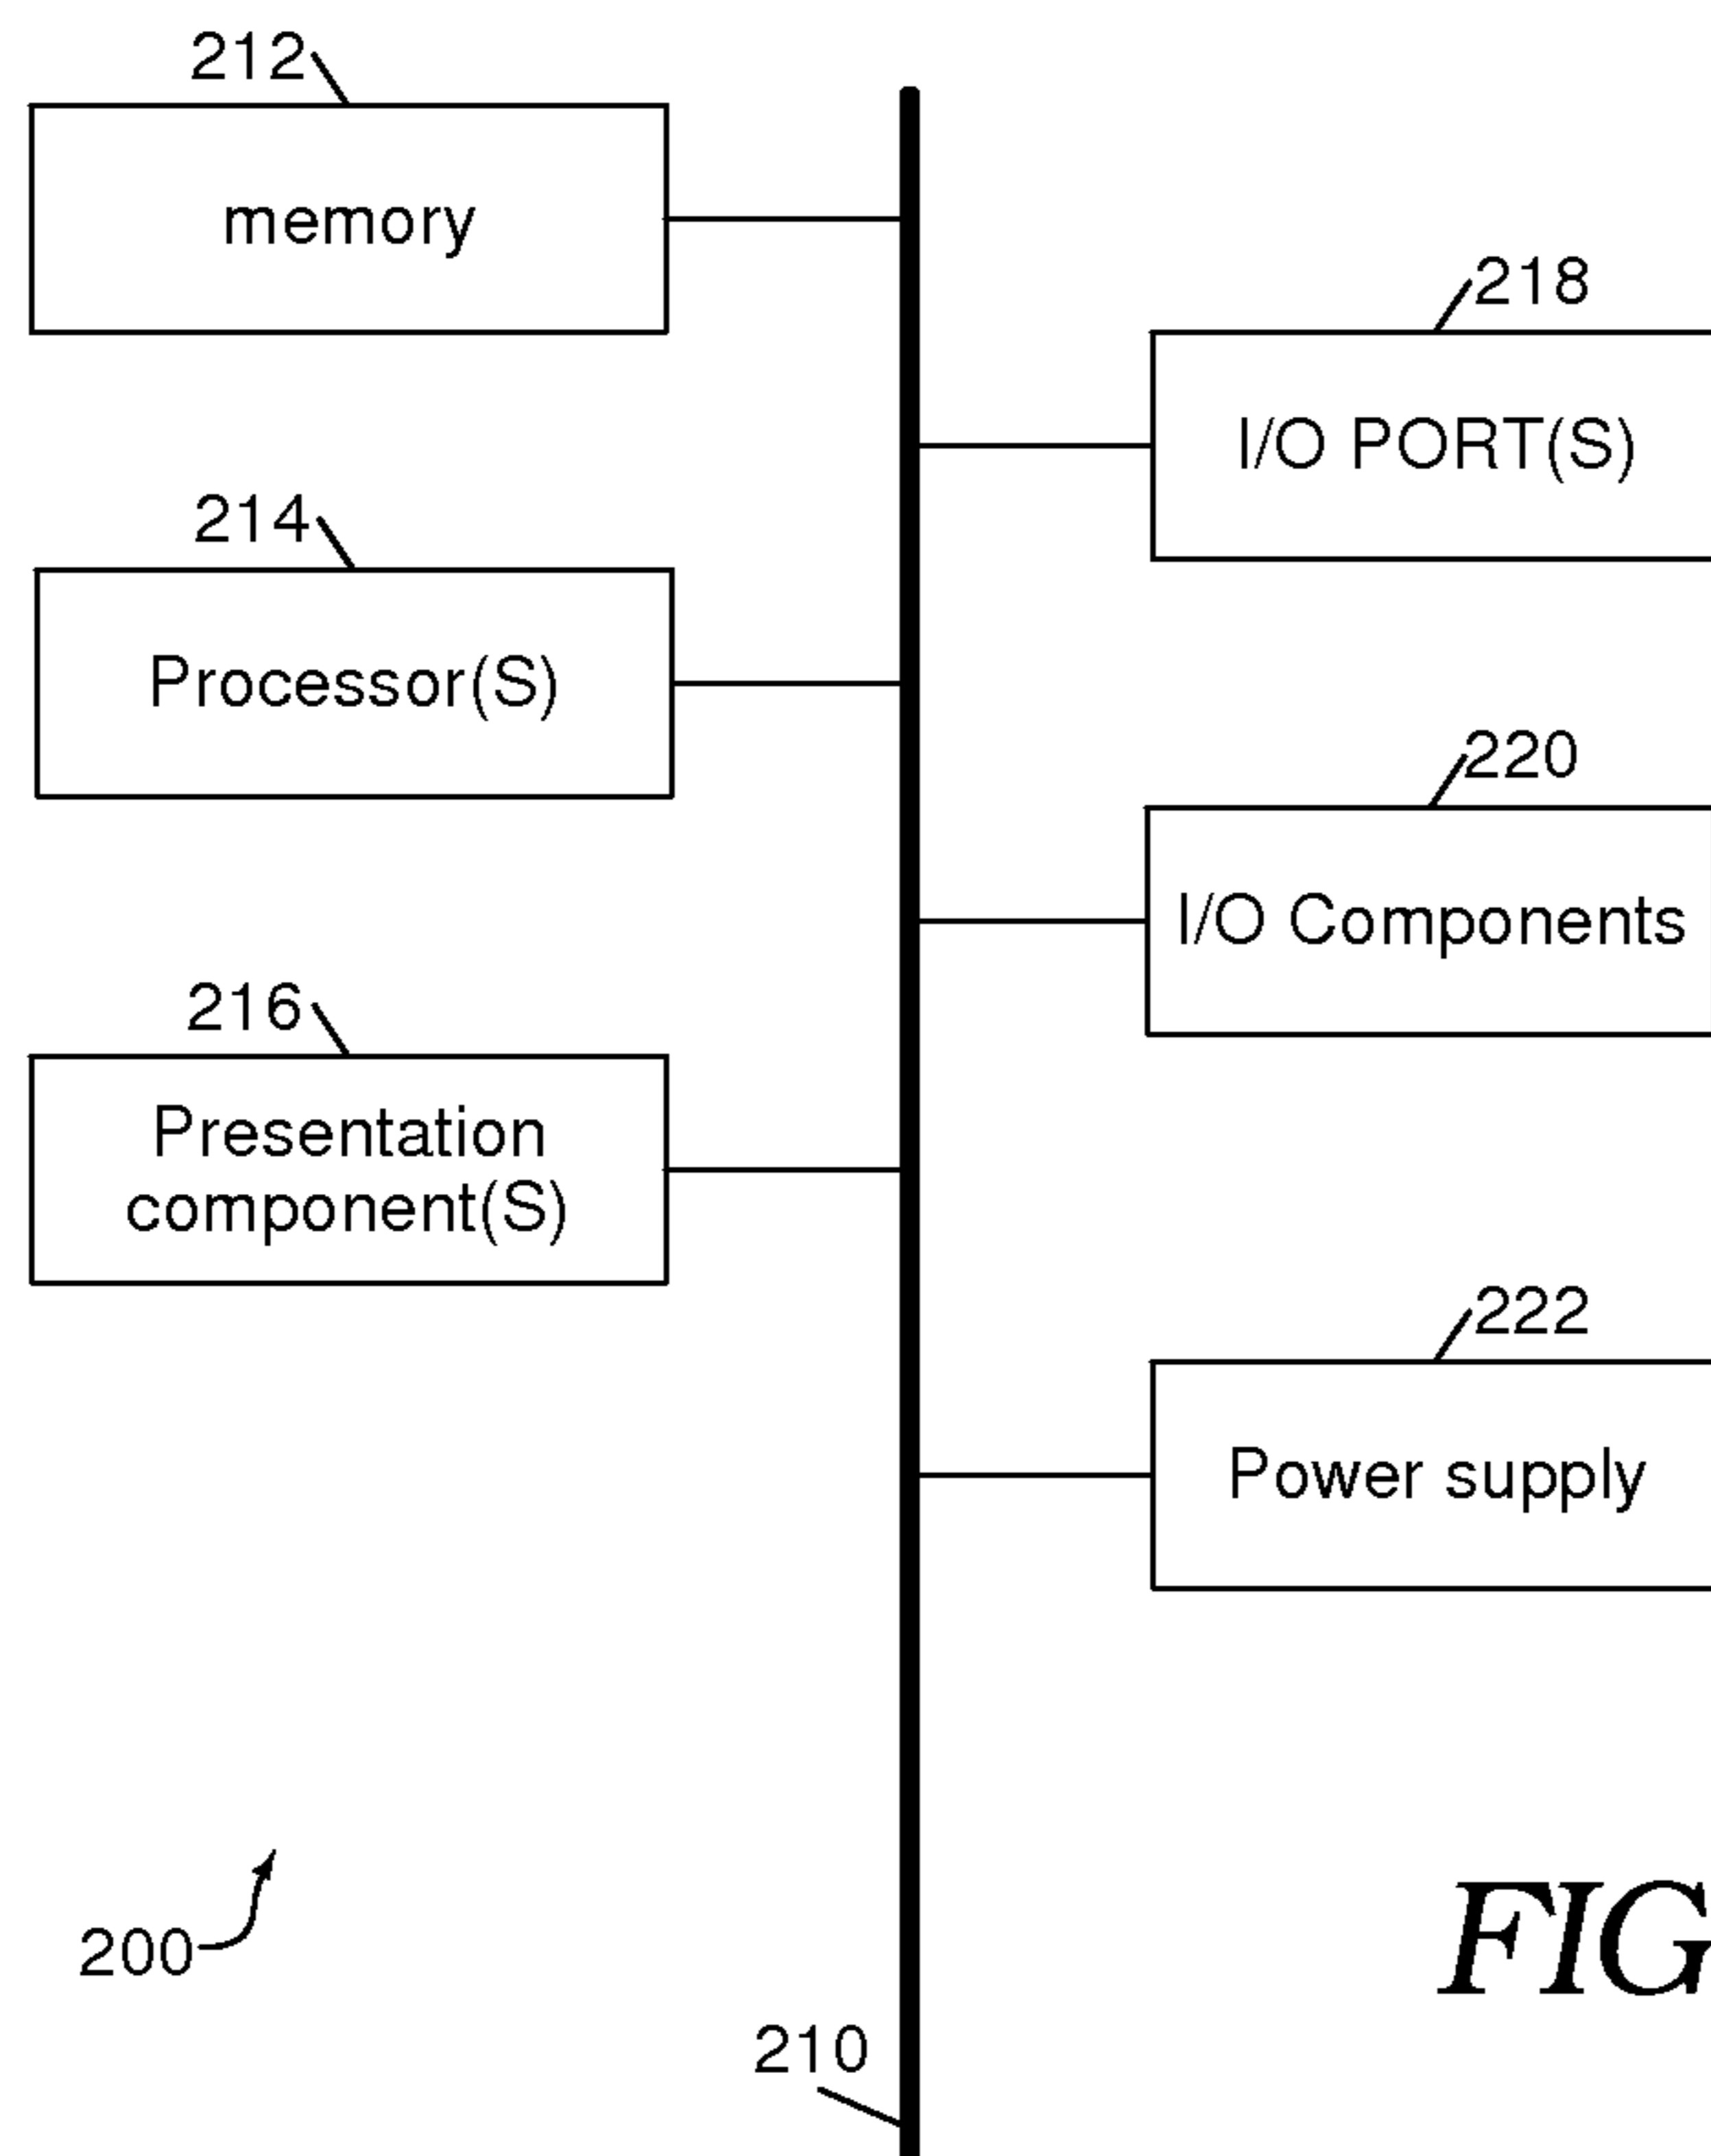 212
memory
214
Processor(S)
216
Presentation
component(S)
218
I/O PORT(S)
220
I/O Components
222
Power supply
200
210
FIG